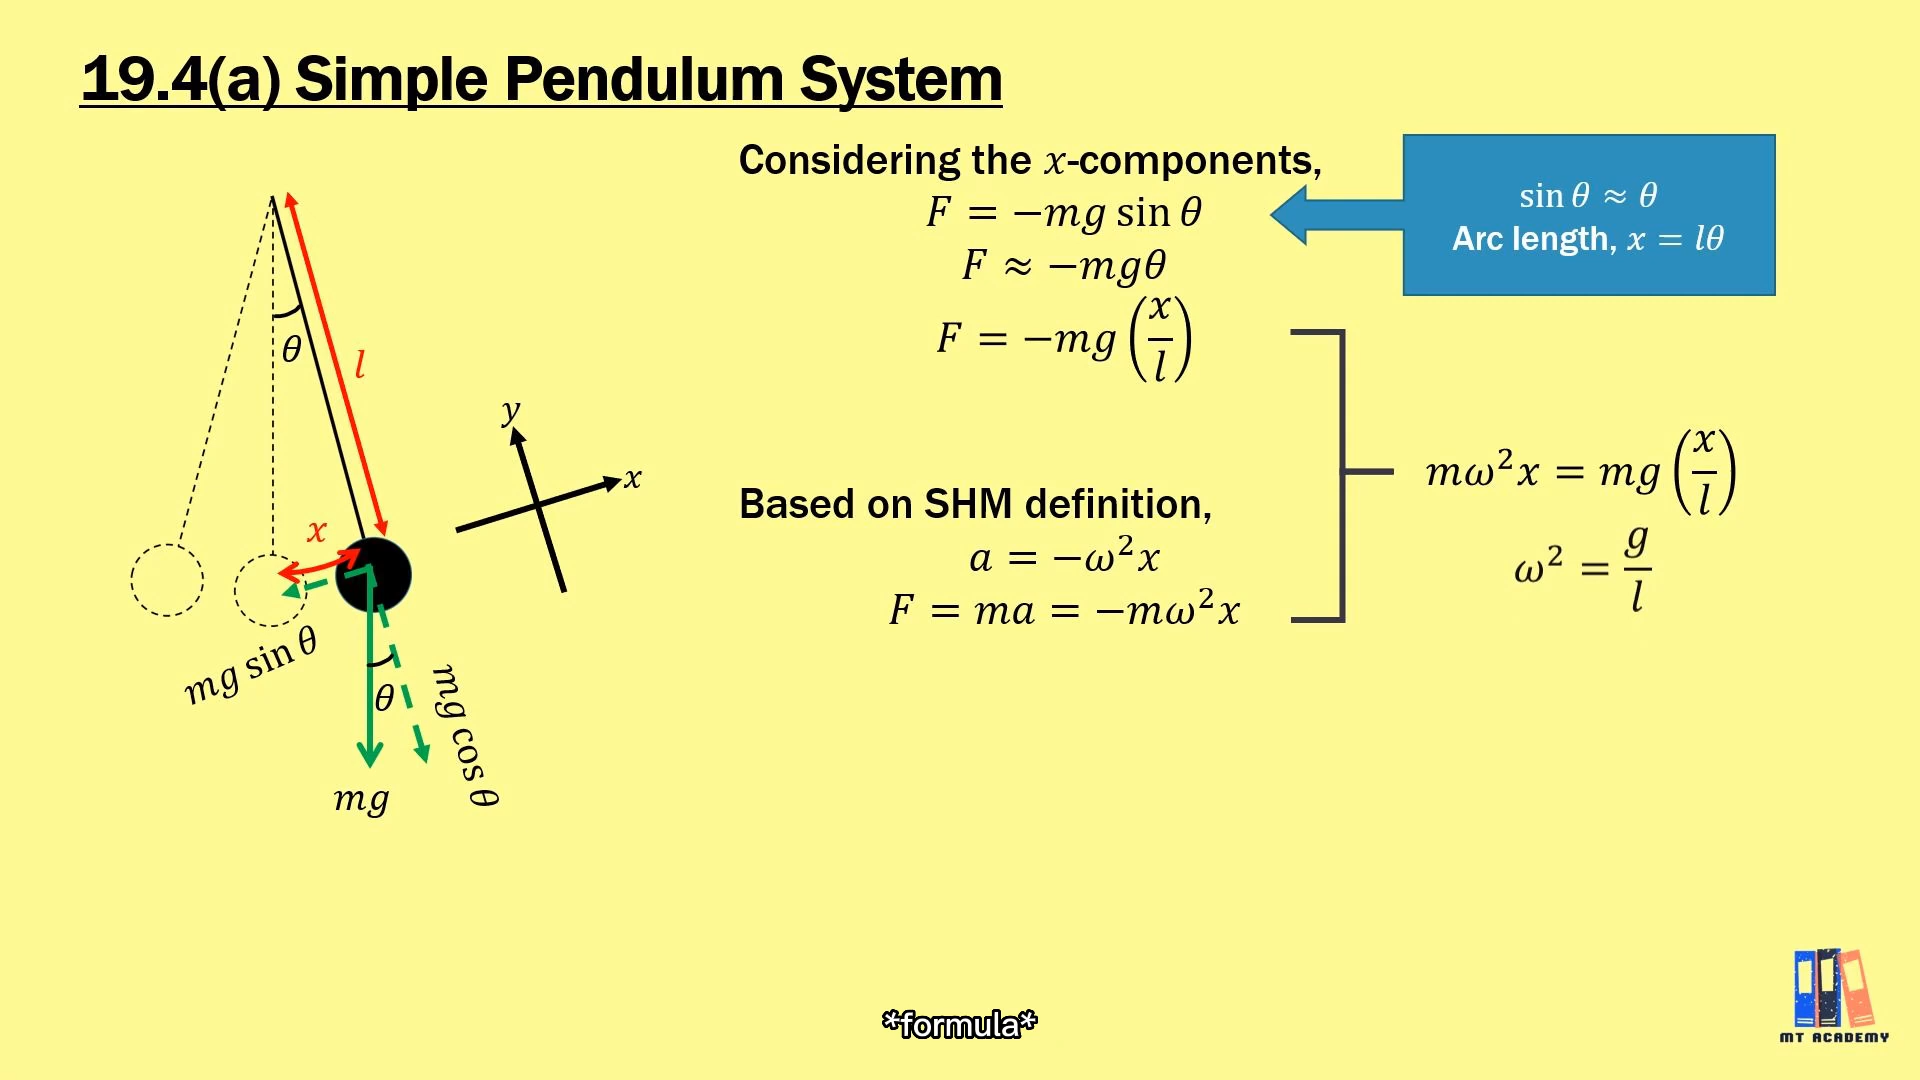 19.4(a) Simple Pendulum System
Considering the x-components,
F = −mg sin θ
F ≈ −mgθ
F = −mg (x/l)
sin θ ≈ θ
Arc length, x = lθ
Based on SHM definition,
a = −ω²x
F = ma = −mω²x
mω²x = mg (x/l)
ω² = g/l
θ
l
y
x
x
mg sin θ
θ
mg cos θ
mg
*formula*
MT ACADEMY